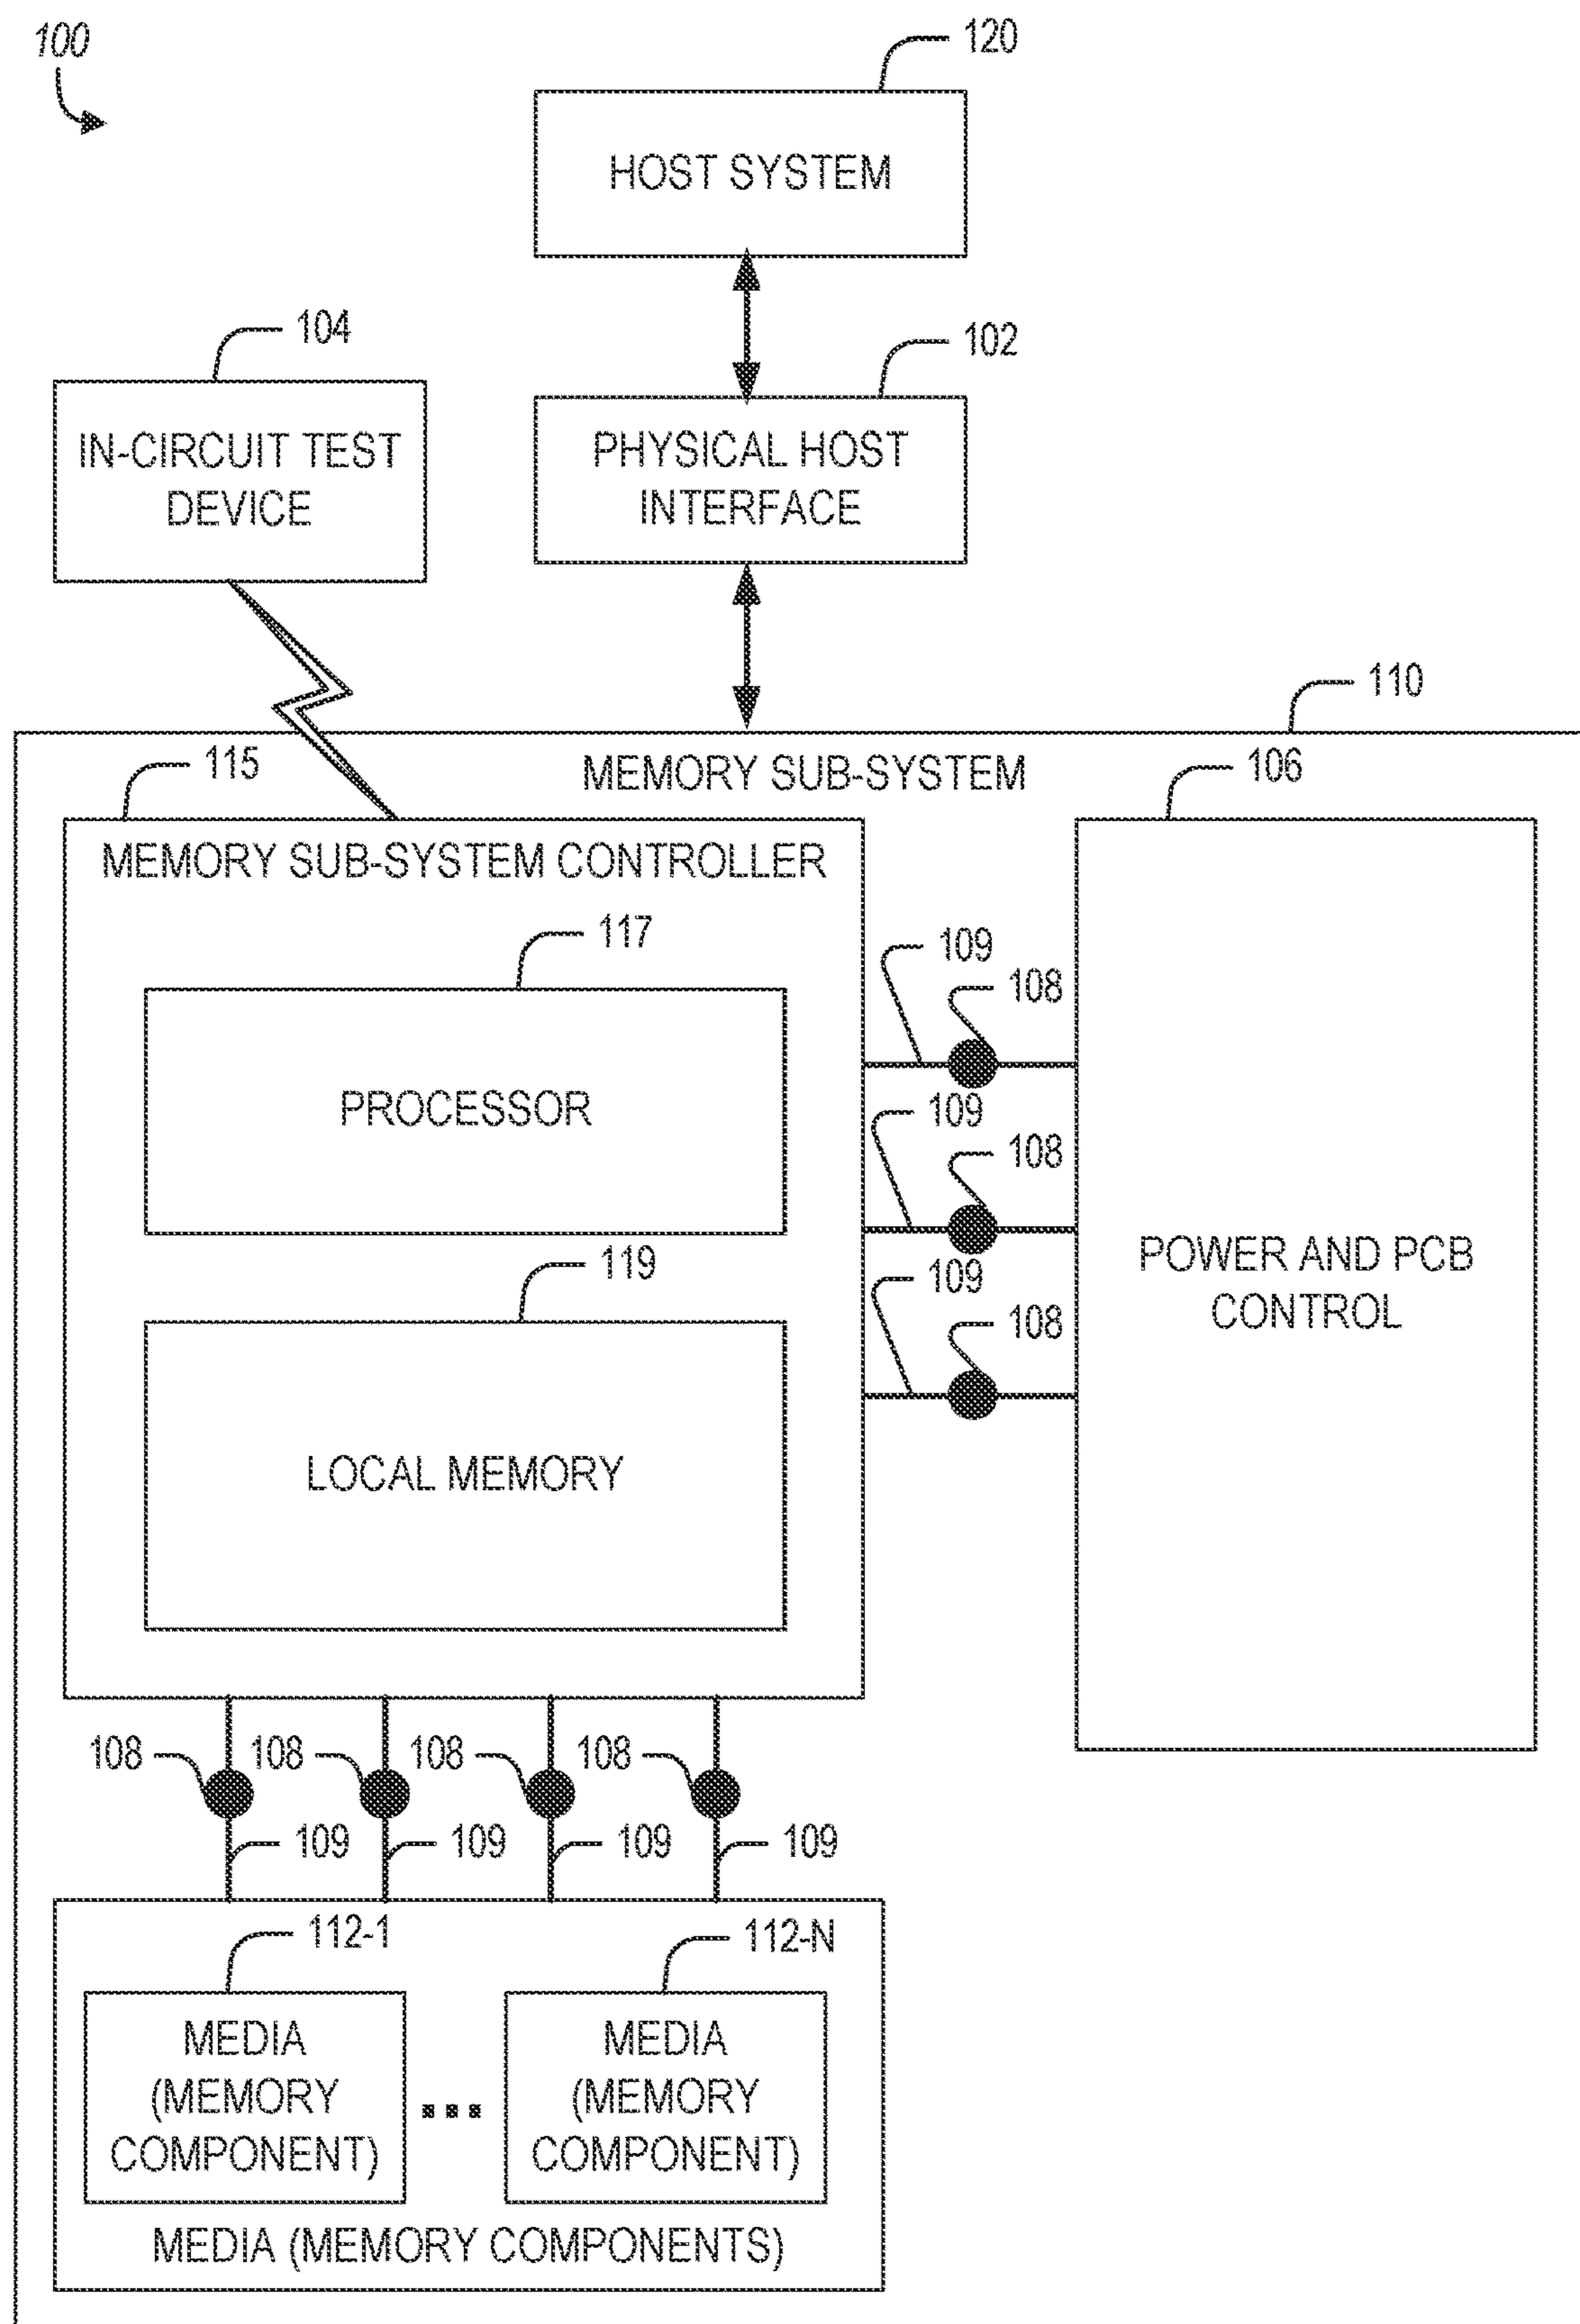 100
120
HOST SYSTEM
104
102
IN-CIRCUIT TEST
DEVICE
PHYSICAL HOST
INTERFACE
110
MEMORY SUB-SYSTEM
115
106
MEMORY SUB-SYSTEM CONTROLLER
117
PROCESSOR
119
LOCAL MEMORY
109
108
109
108
109
108
POWER AND PCB
CONTROL
108
108
108
108
109
109
109
109
112-1
112-N
MEDIA
(MEMORY
COMPONENT)
...
MEDIA
(MEMORY
COMPONENT)
MEDIA (MEMORY COMPONENTS)